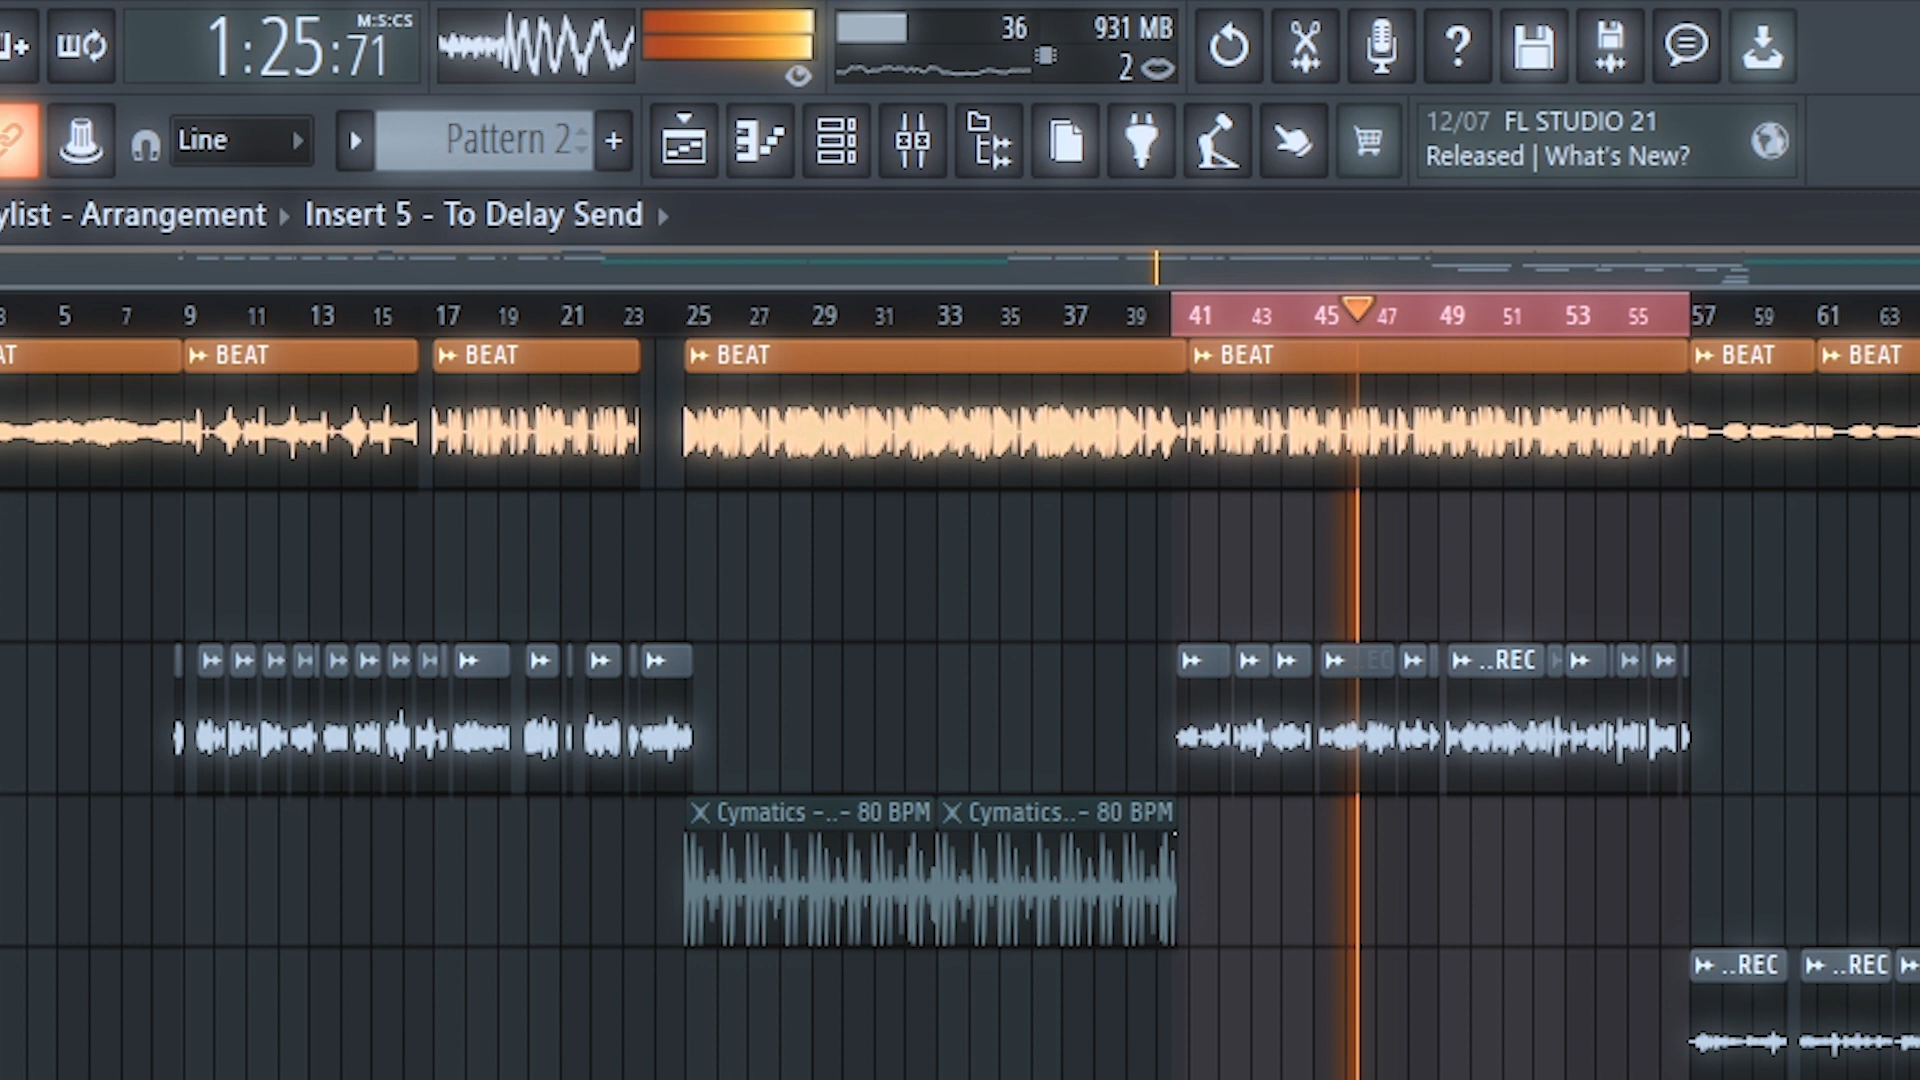 M:S:CS
1:25:71
36
931 MB
2
Line
Pattern 2
+
12/07 FL STUDIO 21
Released | What's New?
ylist - Arrangement
Insert 5 - To Delay Send
3 5 7 9 11 13 15 17 19 21 23 25 27 29 31 33 35 37 39 41 43 45 47 49 51 53 55 57 59 61 63
AT BEAT BEAT BEAT BEAT BEAT BEAT
..REC
Cymatics -..- 80 BPM Cymatics..- 80 BPM
..REC ..REC